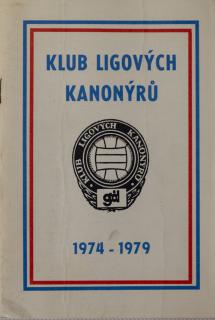 KLUB LIGOVÝCH
KANONÝRŮ
KLUB LIGOVÝCH KANONÝRŮ
gól
1974 - 1979